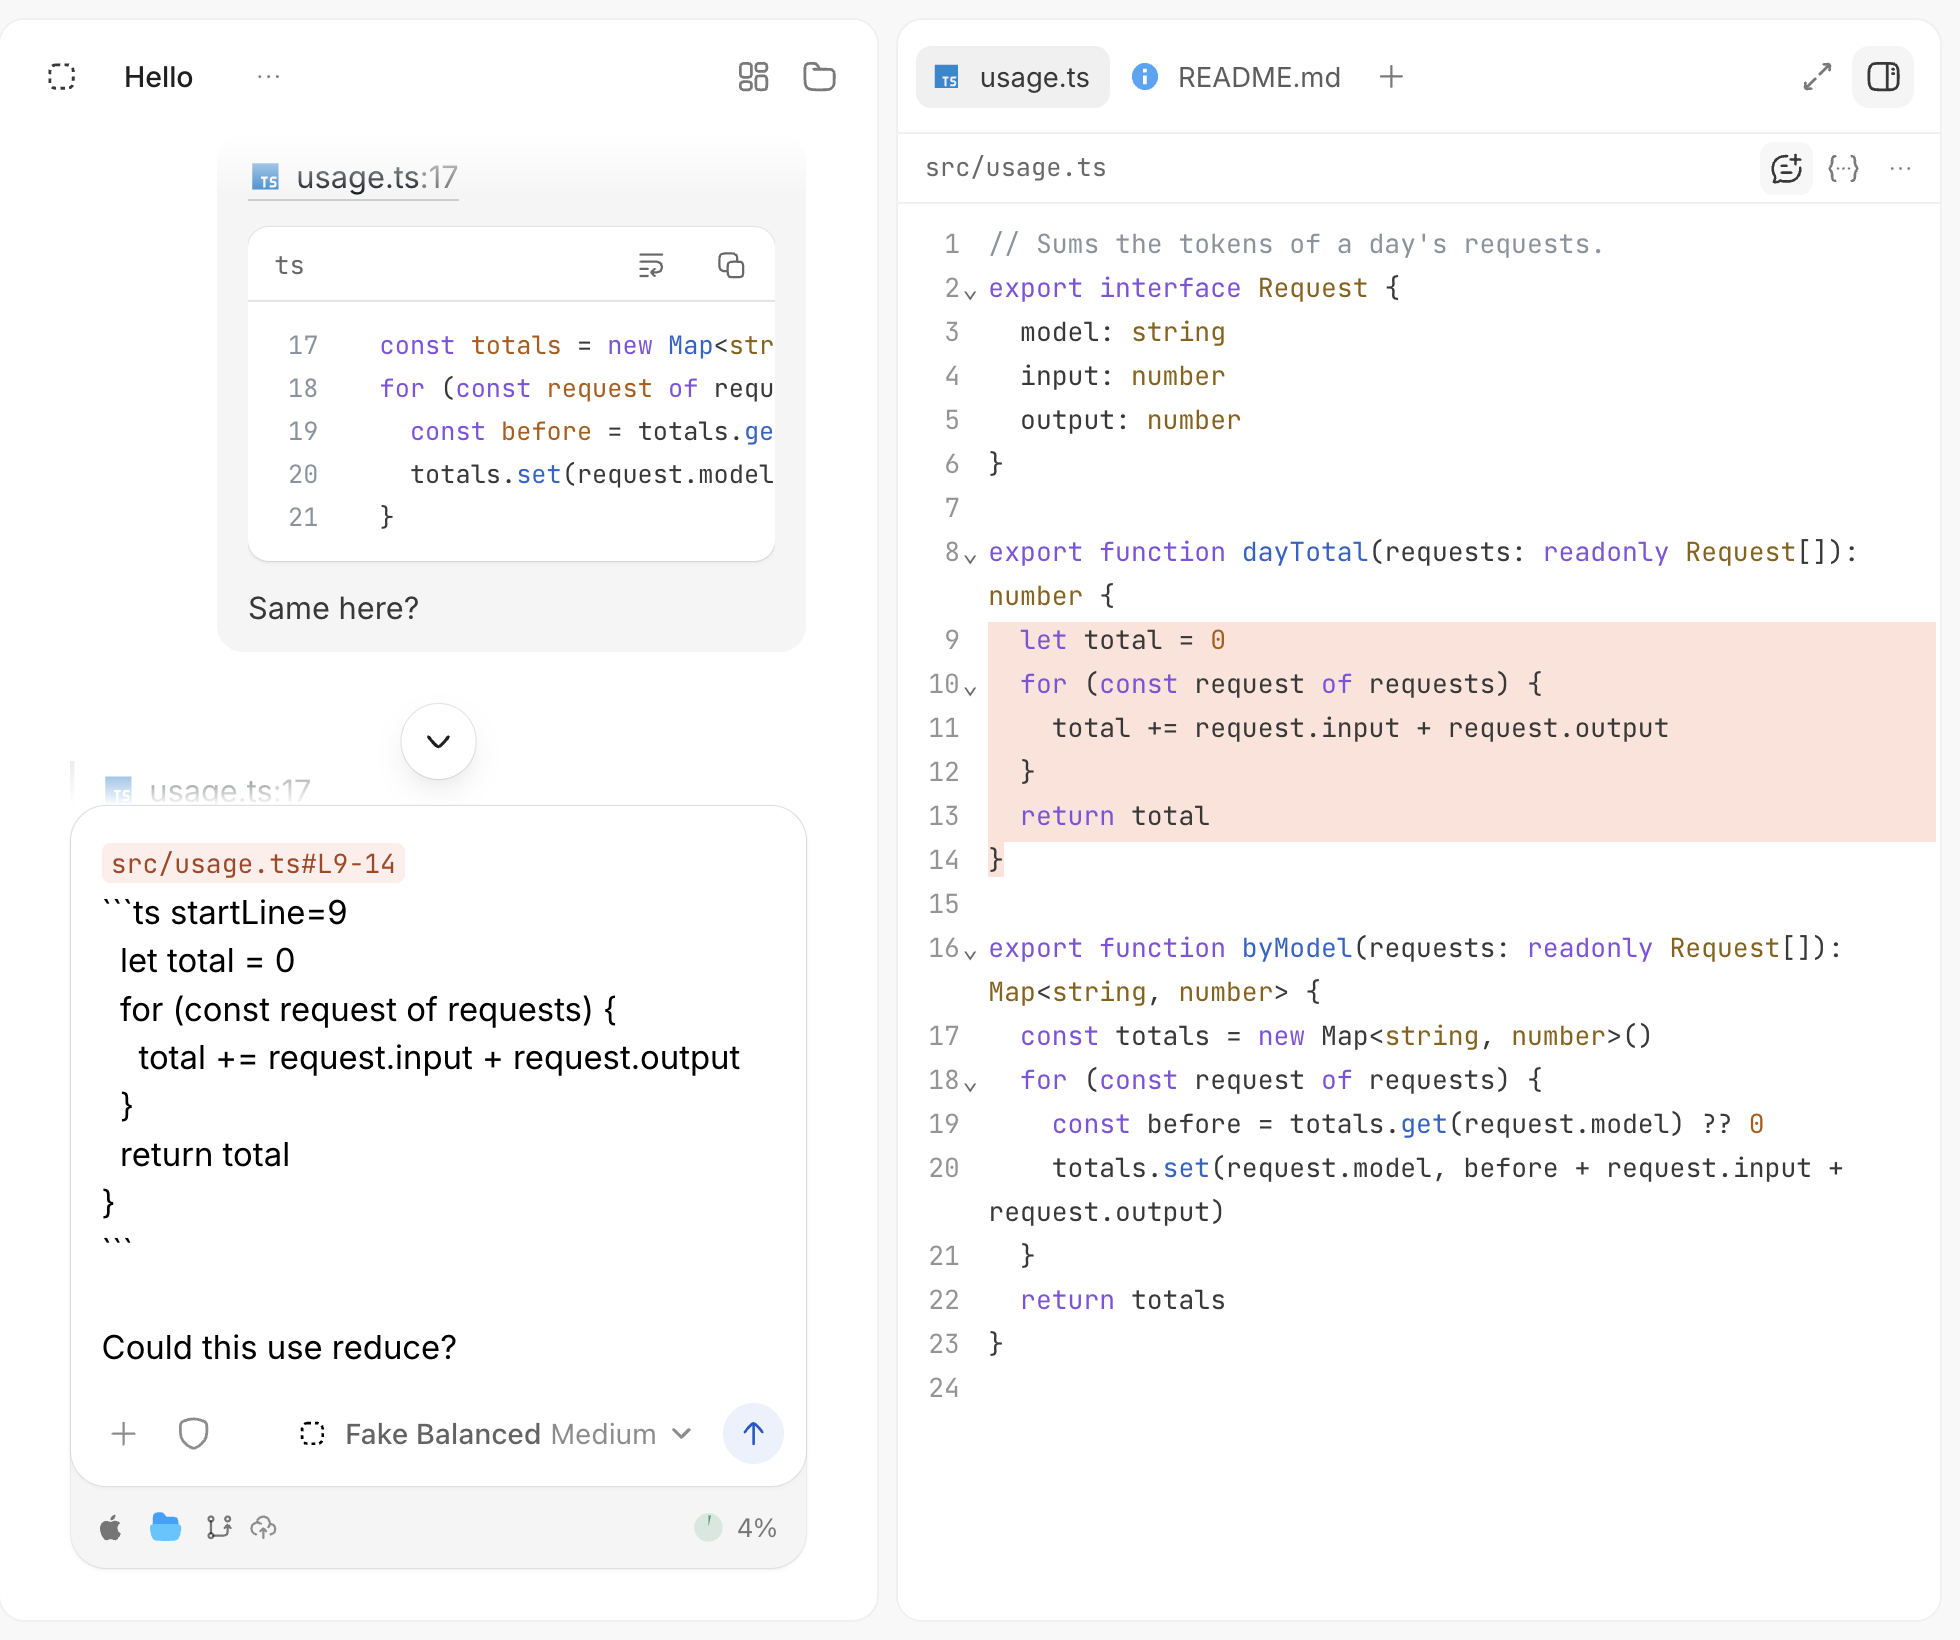 Hello
usage.ts:17
ts
17 const totals = new Map<str
18 for (const request of requ
19 const before = totals.ge
20 totals.set(request.model
21 }
Same here?
usage.ts:17
src/usage.ts#L9-14
```ts startLine=9
let total = 0
for (const request of requests) {
total += request.input + request.output
}
return total
}
```
Could this use reduce?
Fake Balanced Medium
4%
usage.ts
README.md
src/usage.ts
1 // Sums the tokens of a day's requests.
2 export interface Request {
3 model: string
4 input: number
5 output: number
6 }
7
8 export function dayTotal(requests: readonly Request[]):
number {
9 let total = 0
10 for (const request of requests) {
11 total += request.input + request.output
12 }
13 return total
14 }
15
16 export function byModel(requests: readonly Request[]):
Map<string, number> {
17 const totals = new Map<string, number>()
18 for (const request of requests) {
19 const before = totals.get(request.model) ?? 0
20 totals.set(request.model, before + request.input +
request.output)
21 }
22 return totals
23 }
24